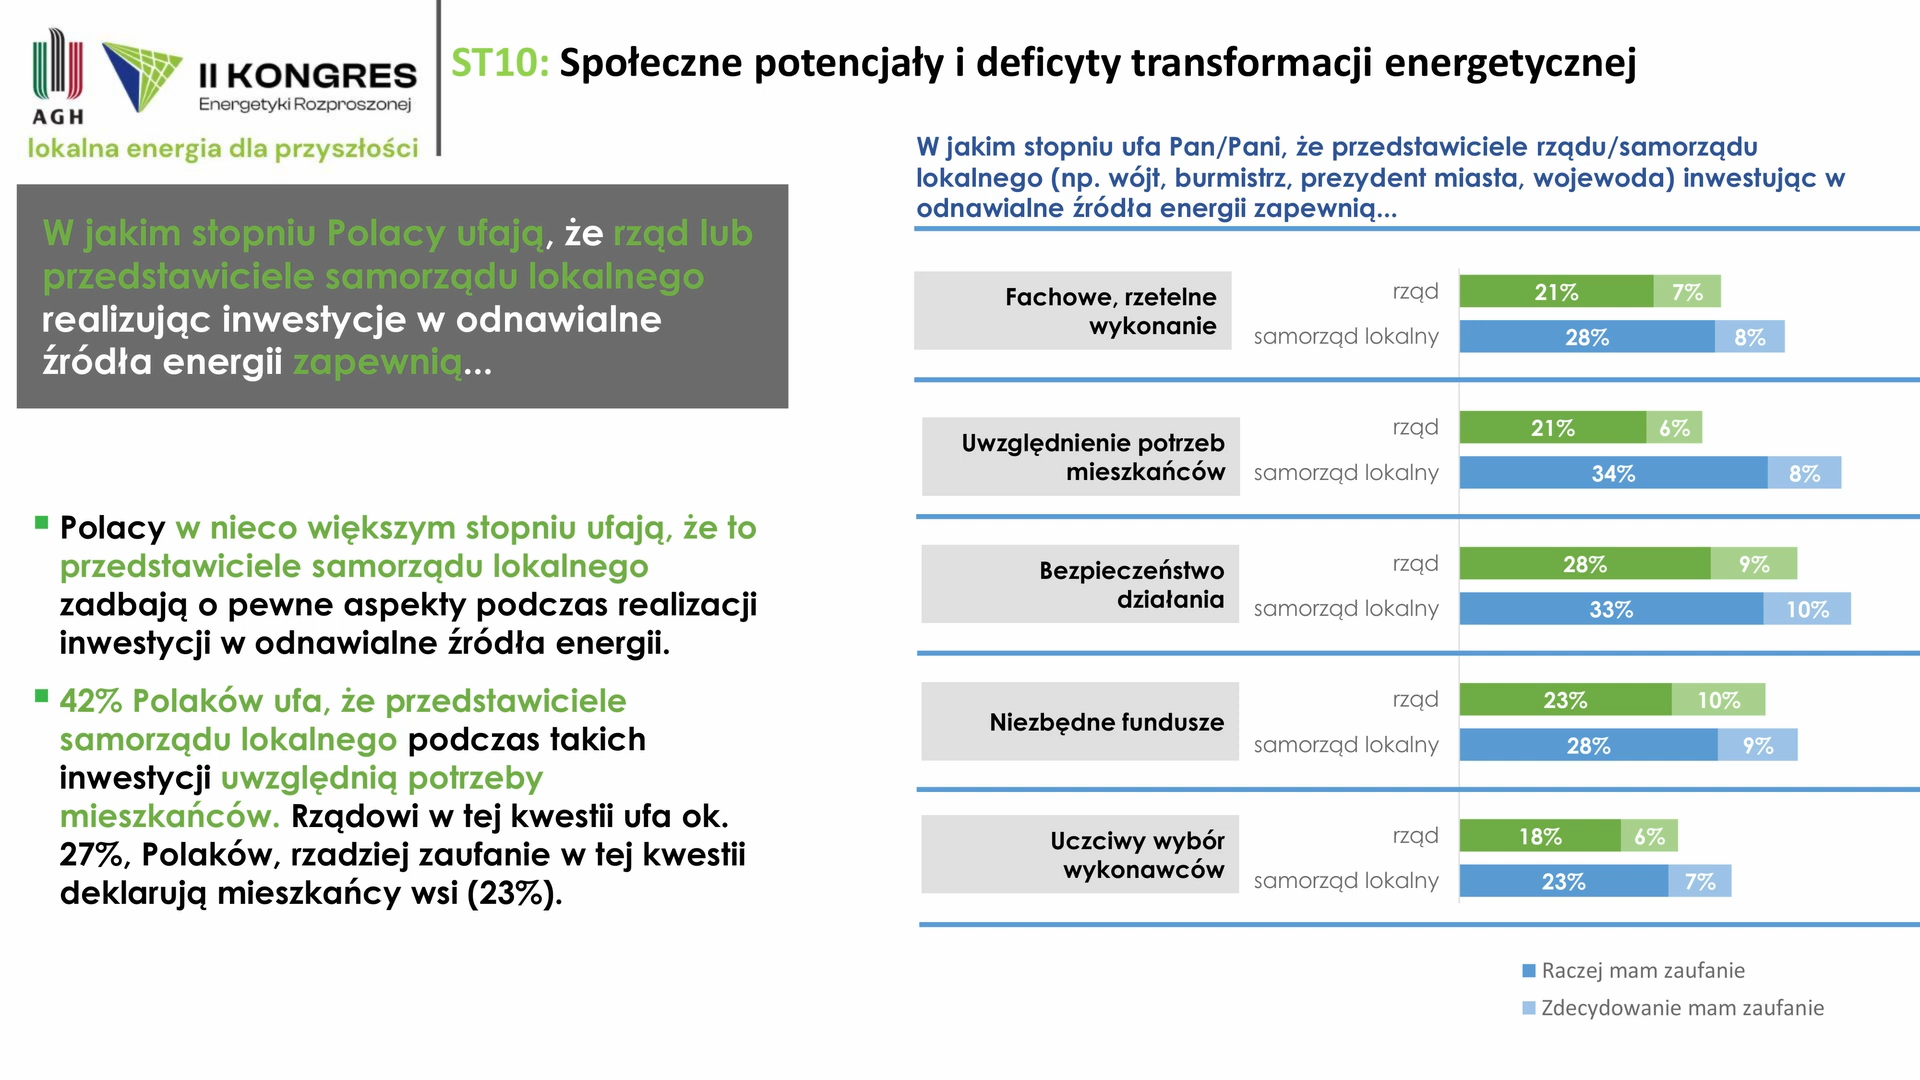 AGH
II KONGRES
Energetyki Rozproszonej
lokalna energia dla przyszłości
ST10: Społeczne potencjały i deficyty transformacji energetycznej
W jakim stopniu Polacy ufają, że rząd lub
przedstawiciele samorządu lokalnego
realizując inwestycje w odnawialne
źródła energii zapewnią...
Polacy w nieco większym stopniu ufają, że to
przedstawiciele samorządu lokalnego
zadbają o pewne aspekty podczas realizacji
inwestycji w odnawialne źródła energii.
42% Polaków ufa, że przedstawiciele
samorządu lokalnego podczas takich
inwestycji uwzględnią potrzeby
mieszkańców. Rządowi w tej kwestii ufa ok.
27%, Polaków, rzadziej zaufanie w tej kwestii
deklarują mieszkańcy wsi (23%).
W jakim stopniu ufa Pan/Pani, że przedstawiciele rządu/samorządu
lokalnego (np. wójt, burmistrz, prezydent miasta, wojewoda) inwestując w
odnawialne źródła energii zapewnią...
Fachowe, rzetelne
wykonanie
rząd 21% 7%
samorząd lokalny 28% 8%
Uwzględnienie potrzeb
mieszkańców
rząd 21% 6%
samorząd lokalny 34% 8%
Bezpieczeństwo
działania
rząd 28% 9%
samorząd lokalny 33% 10%
Niezbędne fundusze
rząd 23% 10%
samorząd lokalny 28% 9%
Uczciwy wybór
wykonawców
rząd 18% 6%
samorząd lokalny 23% 7%
Raczej mam zaufanie
Zdecydowanie mam zaufanie